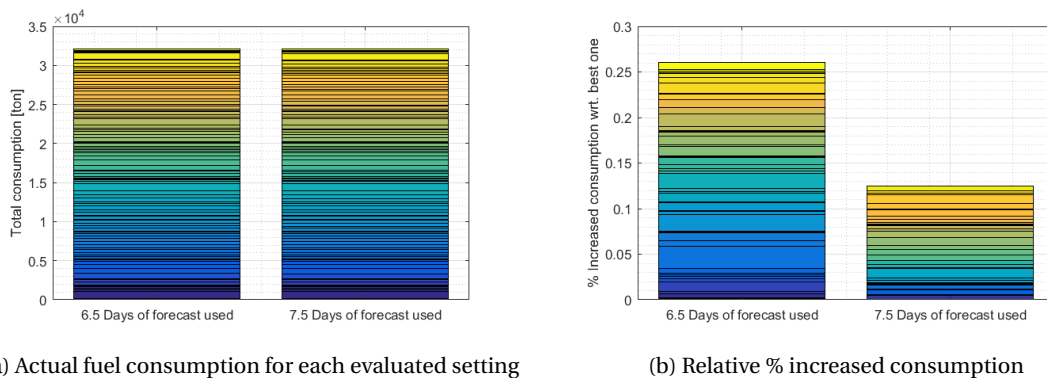 ×10⁴
3.5
3
2.5
2
1.5
1
0.5
0
Total consumption [ton]
6.5 Days of forecast used
7.5 Days of forecast used
0.3
0.25
0.2
0.15
0.1
0.05
0
% Increased consumption wrt. best one
6.5 Days of forecast used
7.5 Days of forecast used
) Actual fuel consumption for each evaluated setting
(b) Relative % increased consumption